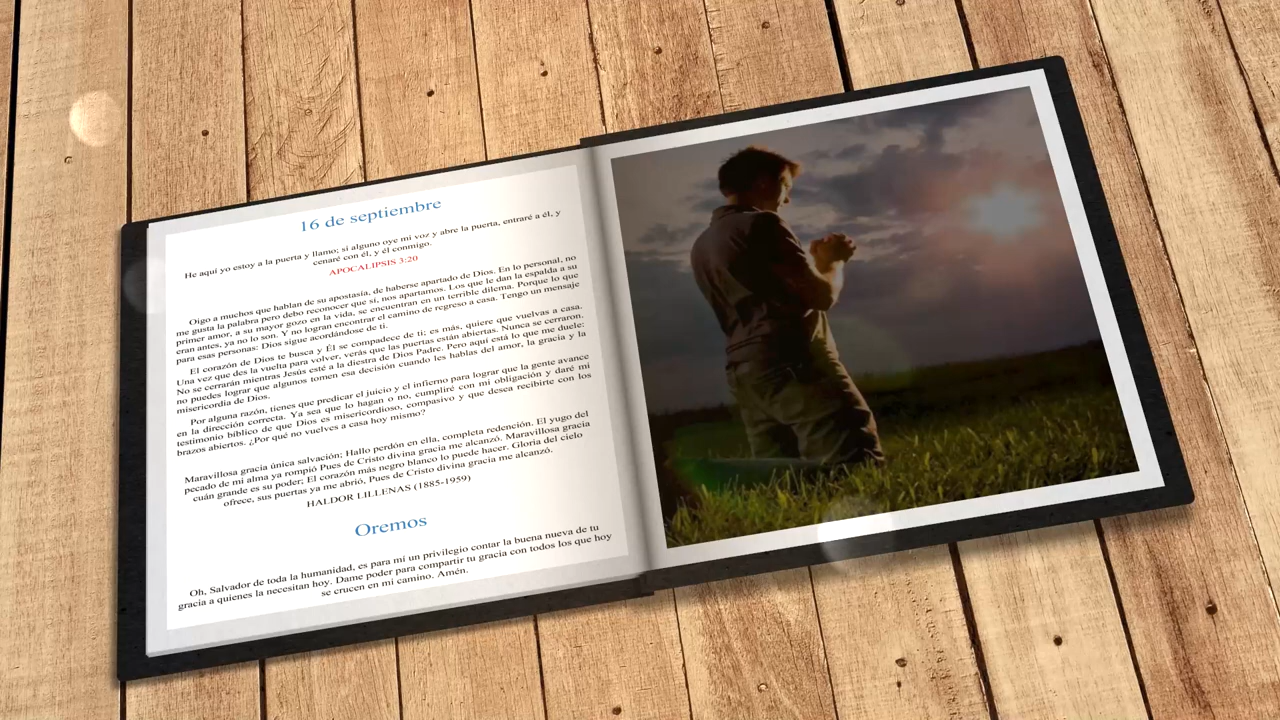 16 de septiembre
He aquí yo estoy a la puerta y llamo; si alguno oye mi voz y abre la puerta, entraré a él, y
cenaré con él, y él conmigo.
APOCALIPSIS 3:20
Oigo a muchos que hablan de su apostasía, de haberse apartado de Dios. En lo personal, no
me gusta la palabra pero debo reconocer que sí, nos apartamos. Los que le dan la espalda a su
primer amor, a su mayor gozo en la vida, se encuentran en un terrible dilema. Porque lo que
eran antes, ya no lo son. Y no logran encontrar el camino de regreso a casa. Tengo un mensaje
para esas personas: Dios sigue acordándose de ti.
El corazón de Dios te busca y Él se compadece de ti; es más, quiere que vuelvas a casa.
Una vez que des la vuelta para volver, verás que las puertas están abiertas. Nunca se cerraron.
No se cerrarán mientras Jesús esté a la diestra de Dios Padre. Pero aquí está lo que me duele:
no puedes lograr que algunos tomen esa decisión cuando les hablas del amor, la gracia y la
misericordia de Dios.
Por alguna razón, tienes que predicar el juicio y el infierno para lograr que la gente avance
en la dirección correcta. Ya sea que lo hagan o no, cumpliré con mi obligación y daré mi
testimonio bíblico de que Dios es misericordioso, compasivo y que desea recibirte con los
brazos abiertos. ¿Por qué no vuelves a casa hoy mismo?
Maravillosa gracia única salvación; Hallo perdón en ella, completa redención. El yugo del
pecado de mi alma ya rompió Pues de Cristo divina gracia me alcanzó. Maravillosa gracia
cuán grande es su poder; El corazón más negro blanco lo puede hacer. Gloria del cielo
ofrece, sus puertas ya me abrió, Pues de Cristo divina gracia me alcanzó.
HALDOR LILLENAS (1885-1959)
Oremos
Oh, Salvador de toda la humanidad, es para mí un privilegio contar la buena nueva de tu
gracia a quienes la necesitan hoy. Dame poder para compartir tu gracia con todos los que hoy
se crucen en mi camino. Amén.